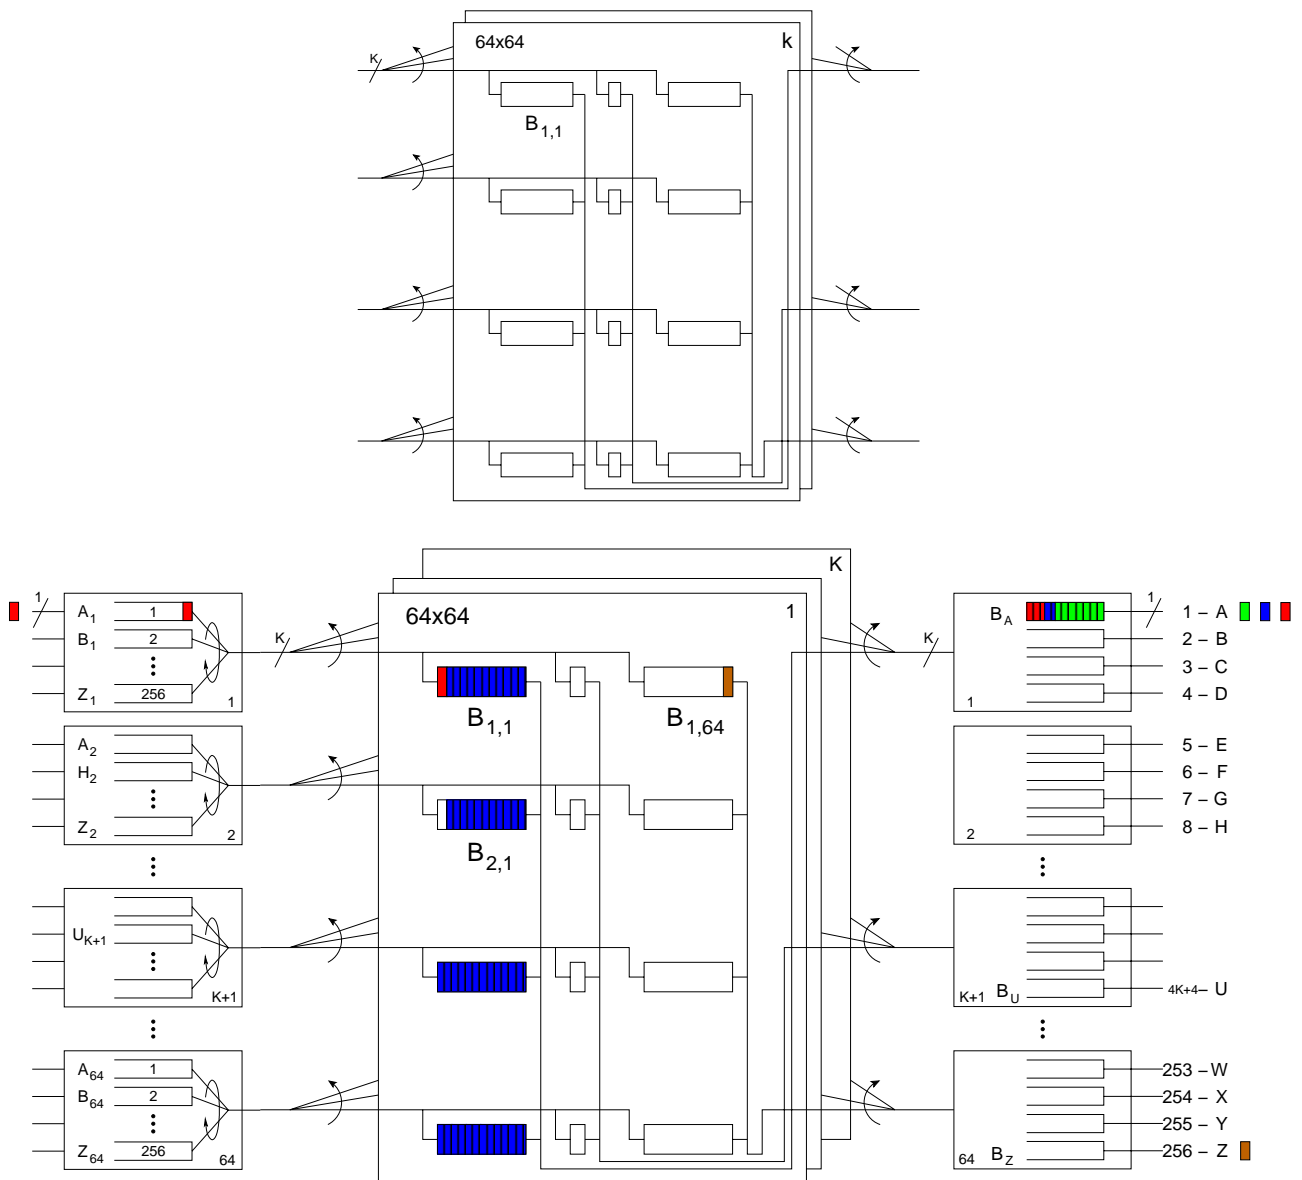 64x64 k
K
B1,1
K
64x64 1
1 A1 1
B1 2
Z1 256
1
K
B1,1 B1,64
K
BA 1
1 – A
2 – B
3 – C
4 – D
1
A2
H2
Z2
2
B2,1
5 – E
6 – F
7 – G
8 – H
2
UK+1
K+1
K+1 BU
4K+4– U
A64 1
B64 2
Z64 256
64
253 – W
254 – X
255 – Y
256 – Z
64 BZ